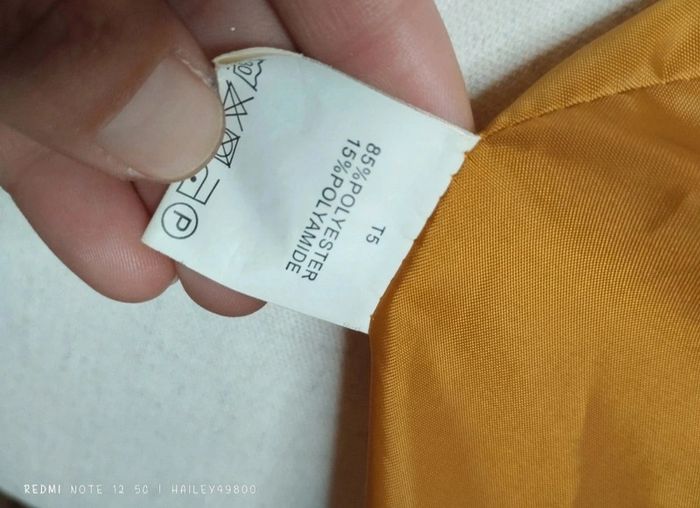 T5
85%POLYESTER
15%POLYAMIDE
P
REDMI NOTE 12 5G | HAILEY49800